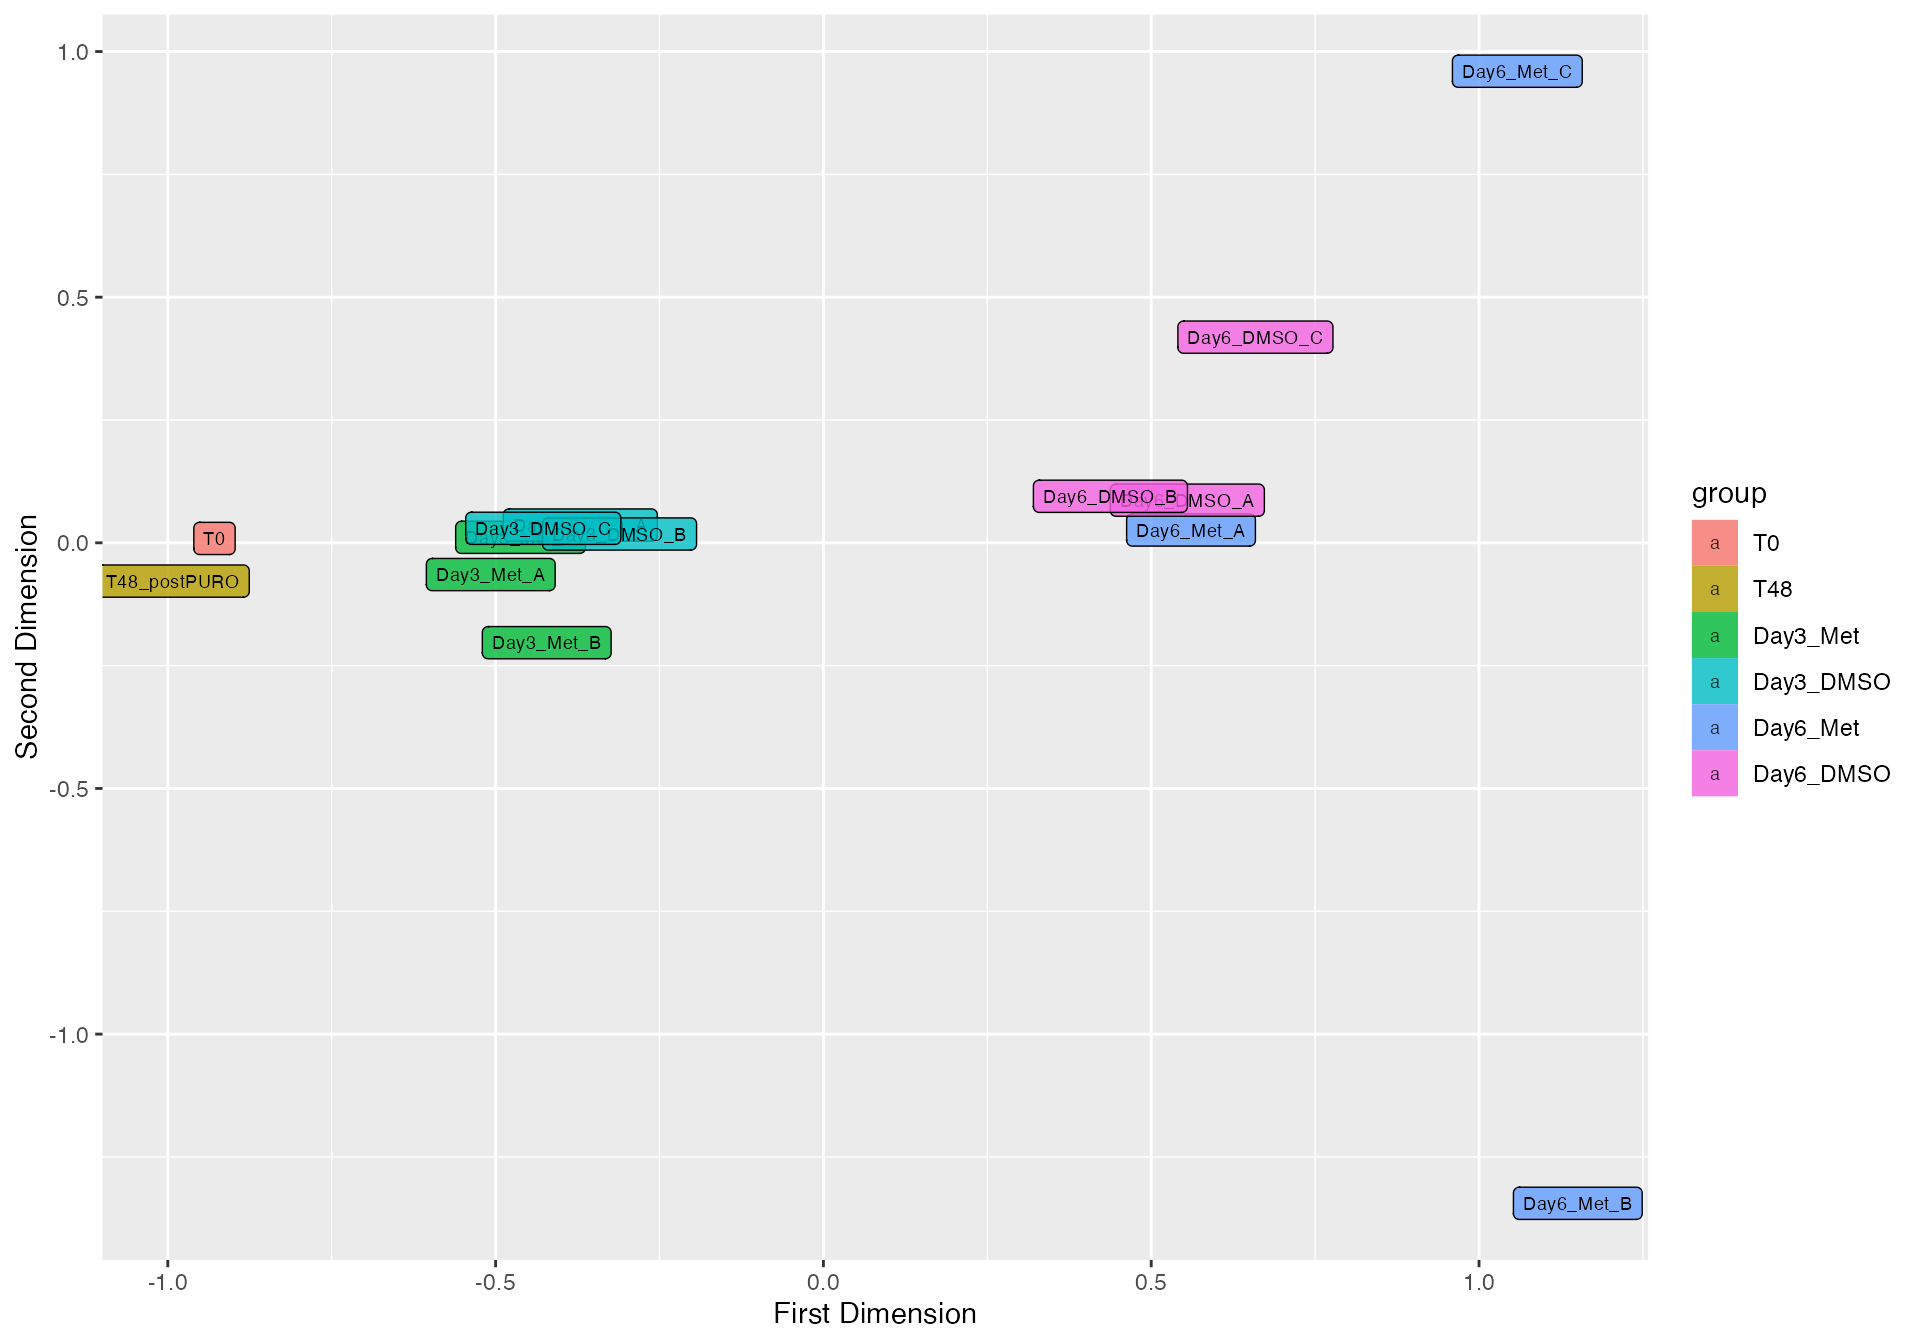 1.0
Day6_Met_C
0.5
Day6_DMSO_C
Day6_DMSO_B
DMSO_A
Day3_DMSO_C
DMSO_B
Day6_Met_A
0.0
T0
Day3_Met_A
T48_postPURO
Day3_Met_B
-0.5
-1.0
Day6_Met_B
-1.0
-0.5
0.0
0.5
1.0
First Dimension
Second Dimension
group
a T0
a T48
a Day3_Met
a Day3_DMSO
a Day6_Met
a Day6_DMSO